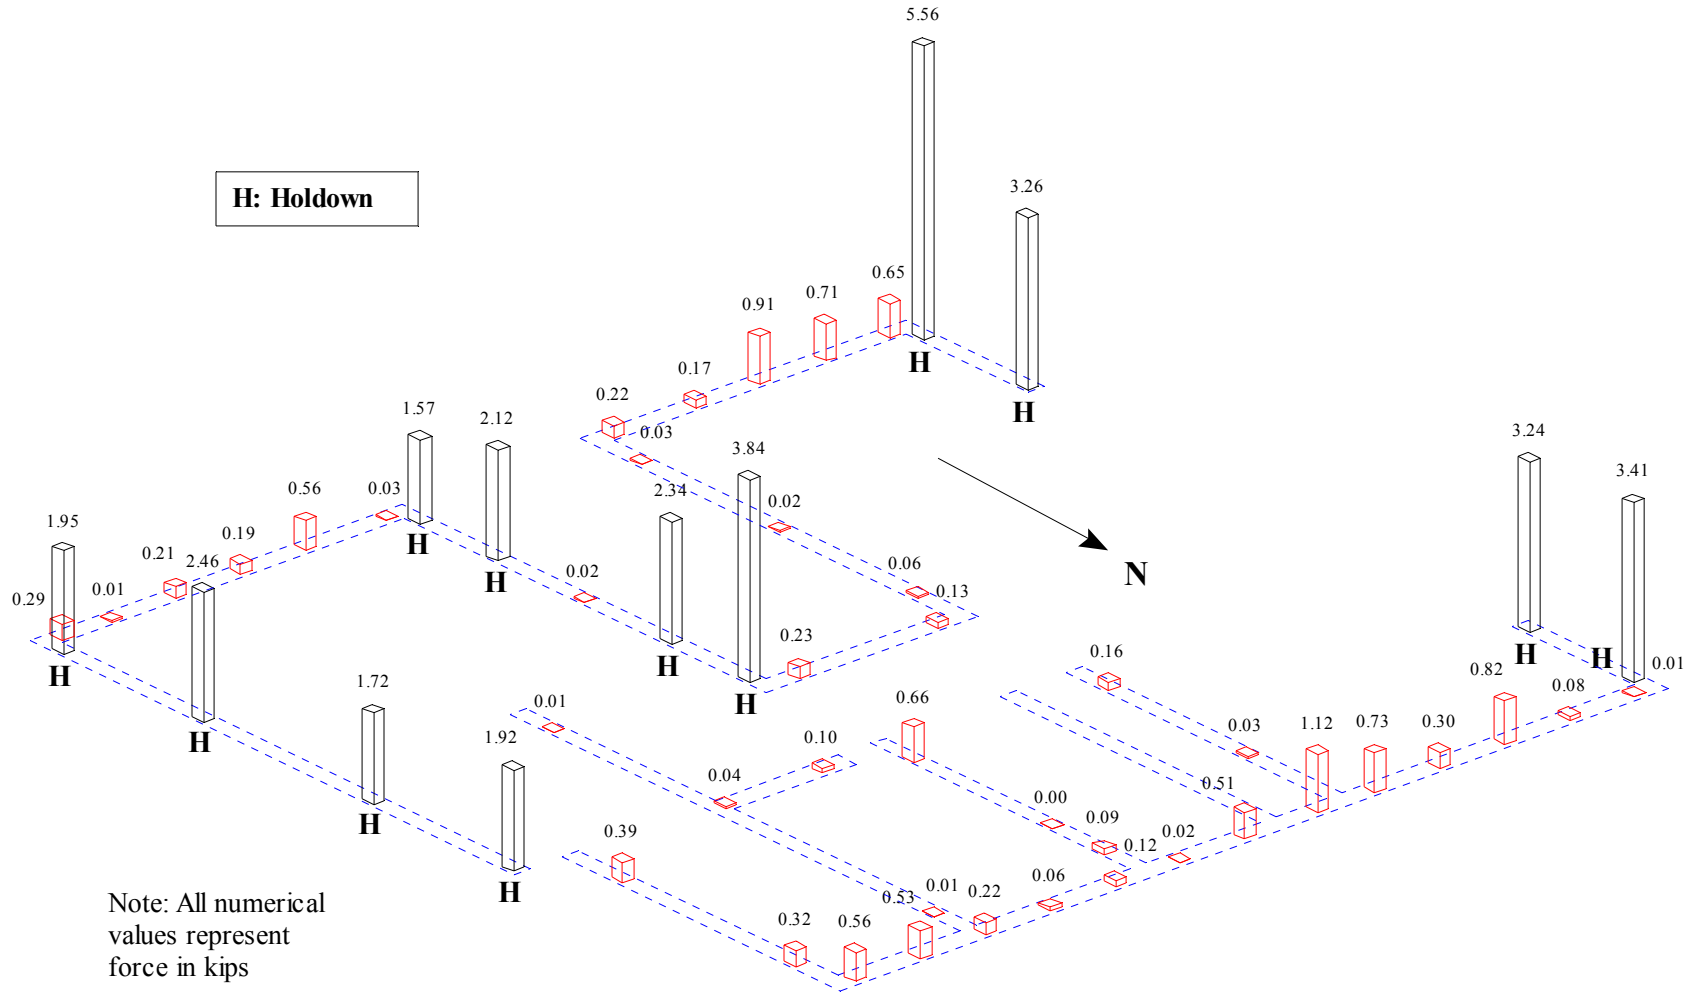 5.56
3.26
H: Holdown
0.65
0.71
0.91
0.17
0.22
H
H
1.57
2.12
0.03
3.84
3.24
3.41
2.34
0.56
0.03
0.02
1.95
0.19
0.21
2.46
0.01
0.29
H
H
0.02
0.06
0.13
N
H
H
0.01
H
0.23
H
H
0.16
0.82
0.08
H
1.72
0.01
0.66
0.03
1.12
0.73
0.30
H
1.92
0.10
0.04
0.51
H
0.39
0.00
0.09
0.12
0.02
H
0.01
0.22
0.06
0.53
0.32
0.56
Note: All numerical
values represent
force in kips